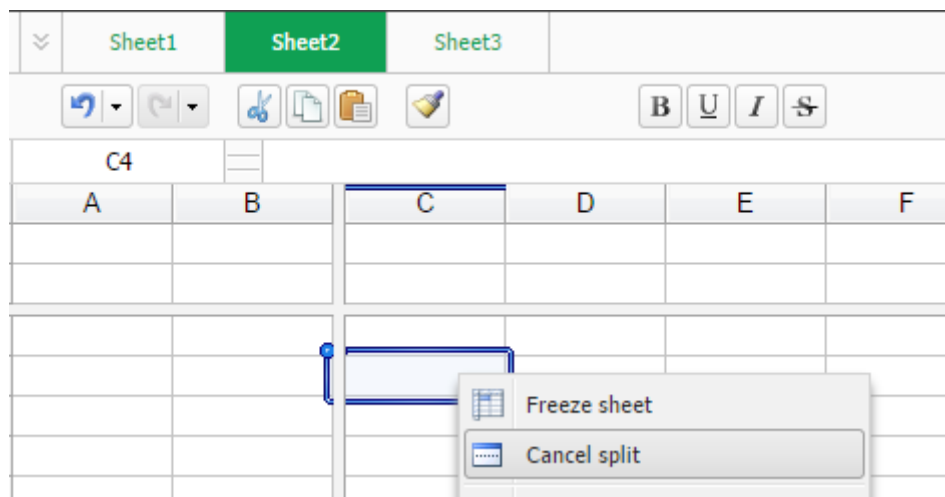 Sheet1 Sheet2 Sheet3
B U I S
C4
A B C D E F
Freeze sheet
Cancel split